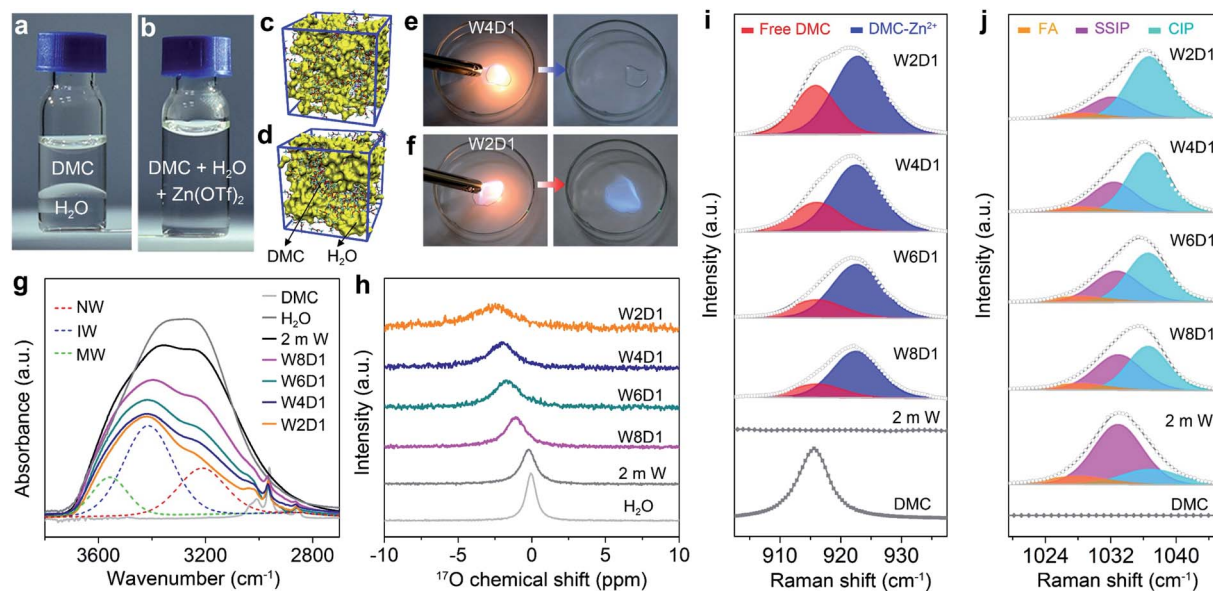 a
DMC
H₂O
b
DMC + H₂O
+ Zn(OTf)₂
c
d
DMC H₂O
e
W4D1
f
W2D1
g
Absorbance (a.u.)
NW
IW
MW
DMC
H₂O
2 m W
W8D1
W6D1
W4D1
W2D1
3600 3200 2800
Wavenumber (cm⁻¹)
h
Intensity (a.u.)
W2D1
W4D1
W6D1
W8D1
2 m W
H₂O
-10 -5 0 5 10
¹⁷O chemical shift (ppm)
i
Intensity (a.u.)
Free DMC DMC-Zn²⁺
W2D1
W4D1
W6D1
W8D1
2 m W
DMC
910 920 930
Raman shift (cm⁻¹)
j
Intensity (a.u.)
FA SSIP CIP
W2D1
W4D1
W6D1
W8D1
2 m W
DMC
1024 1032 1040
Raman shift (cm⁻¹)